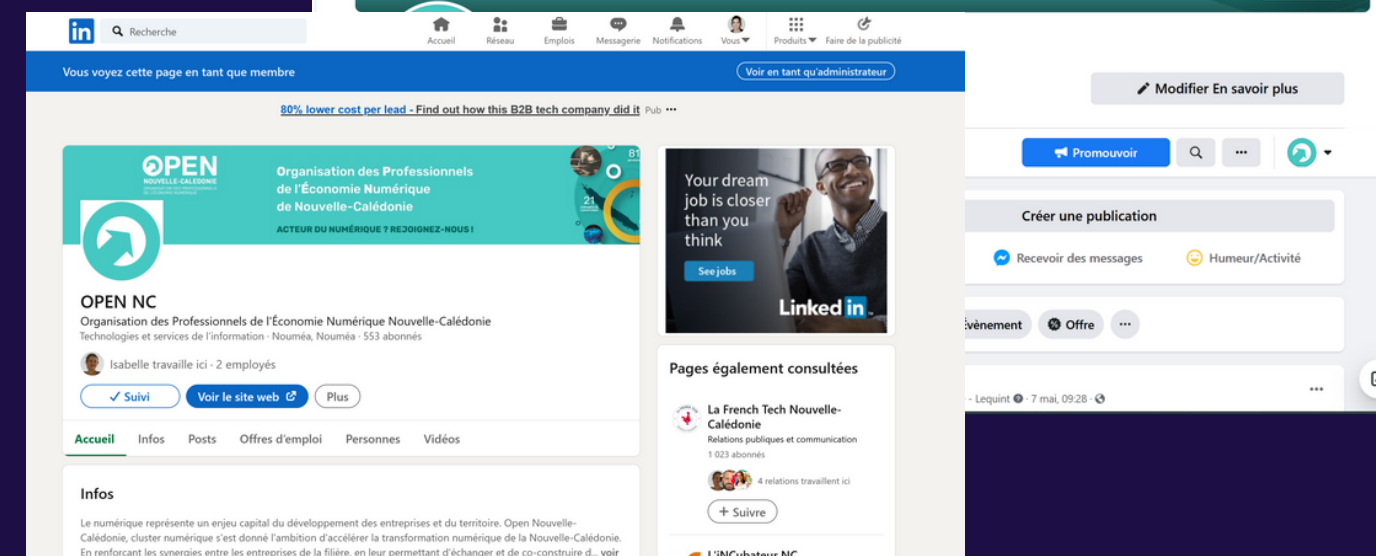 in
Recherche
Accueil
Réseau
Emplois
Messagerie
Notifications
Vous
Produits
Faire de la publicité
Vous voyez cette page en tant que membre
Voir en tant qu'administrateur
80% lower cost per lead - Find out how this B2B tech company did it Pub ...
OPEN
NOUVELLE-CALÉDONIE
Organisation des Professionnels
de l'Économie Numérique
de Nouvelle-Calédonie
ACTEUR DU NUMÉRIQUE ? REJOIGNEZ-NOUS !
81
21
OPEN NC
Organisation des Professionnels de l'Économie Numérique Nouvelle-Calédonie
Technologies et services de l'information · Nouméa, Nouméa · 553 abonnés
Isabelle travaille ici - 2 employés
Suivi
Voir le site web
Plus
Accueil
Infos
Posts
Offres d'emploi
Personnes
Vidéos
Infos
Le numérique représente un enjeu capital du développement des entreprises et du territoire. Open Nouvelle-
Calédonie, cluster numérique s'est donné l'ambition d'accélérer la transformation numérique de la Nouvelle-Calédonie.
En renforçant les synergies entre les entreprises de la filière, en leur permettant d'échanger et de co-construire d... voir
Your dream
job is closer
than you
think
See jobs
Linked in
Pages également consultées
La French Tech Nouvelle-
Calédonie
Relations publiques et communication
1 023 abonnés
4 relations travaillent ici
+ Suivre
L'iNCubateur NC
Modifier En savoir plus
Promouvoir
...
Créer une publication
Recevoir des messages
Humeur/Activité
Évènement
Offre
...
- Lequint · 7 mai, 09:28 ·
...